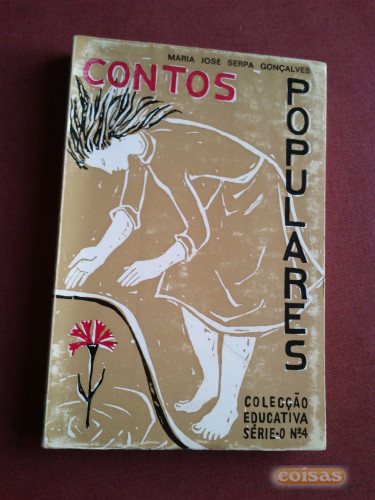 MARIA JOSÉ SERPA GONÇALVES
CONTOS
POPULARES
COLECÇÃO
EDUCATIVA
SÉRIE-O Nº4
coisas